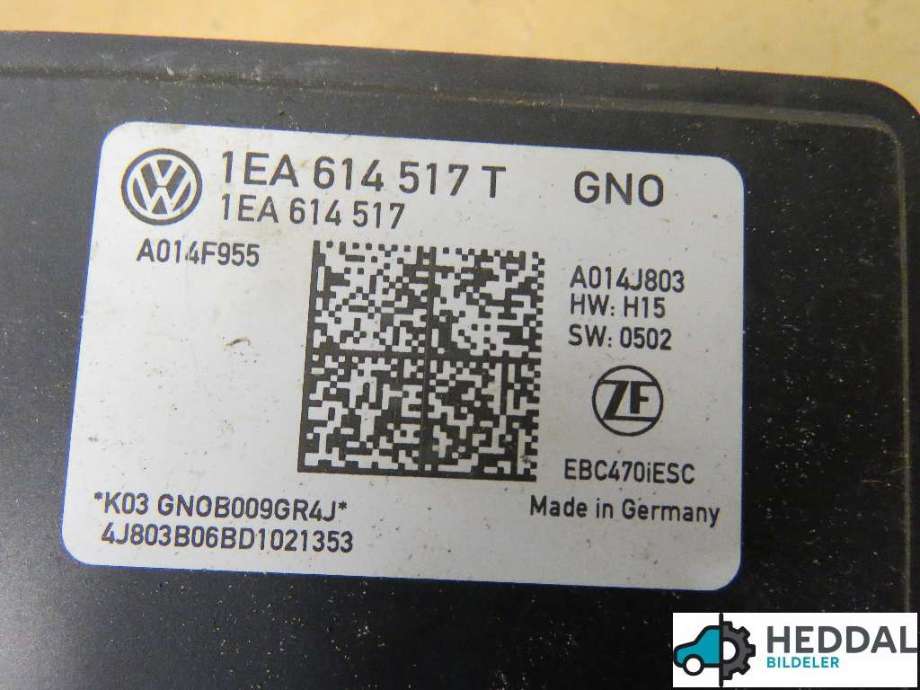 1EA 614 517 T GNO
1EA 614 517
A014F955
A014J803
HW: H15
SW: 0502
ZF
EBC470iESC
Made in Germany
*K03 GNOB009GR4J*
4J803B06BD1021353
HEDDAL
BILDELER